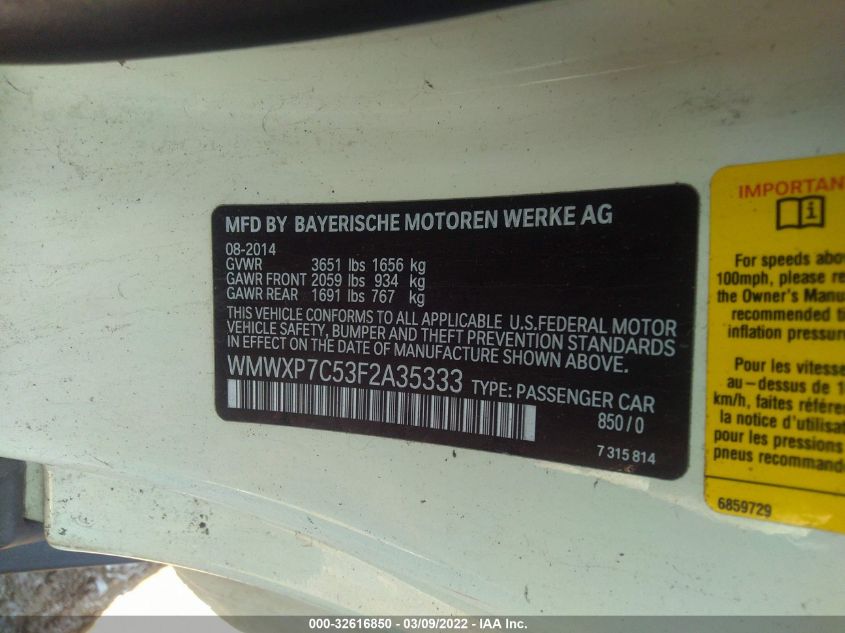 MFD BY BAYERISCHE MOTOREN WERKE AG
08-2014
GVWR 3651 lbs 1656 kg
GAWR FRONT 2059 lbs 934 kg
GAWR REAR 1691 lbs 767 kg
THIS VEHICLE CONFORMS TO ALL APPLICABLE U.S.FEDERAL MOTOR
VEHICLE SAFETY, BUMPER AND THEFT PREVENTION STANDARDS
IN EFFECT ON THE DATE OF MANUFACTURE SHOWN ABOVE.
WMWXP7C53F2A35333 TYPE: PASSENGER CAR
850 / 0
7 315 814
IMPORTAN
For speeds abo
100mph, please re
the Owner's Manu
recommended ti
inflation pressure
Pour les vitesse
au-dessus de 1
km/h, faites référe
la notice d'utilisat
pour les pressions
pneus recommand
6859729
000-32616850 - 03/09/2022 - IAA Inc.